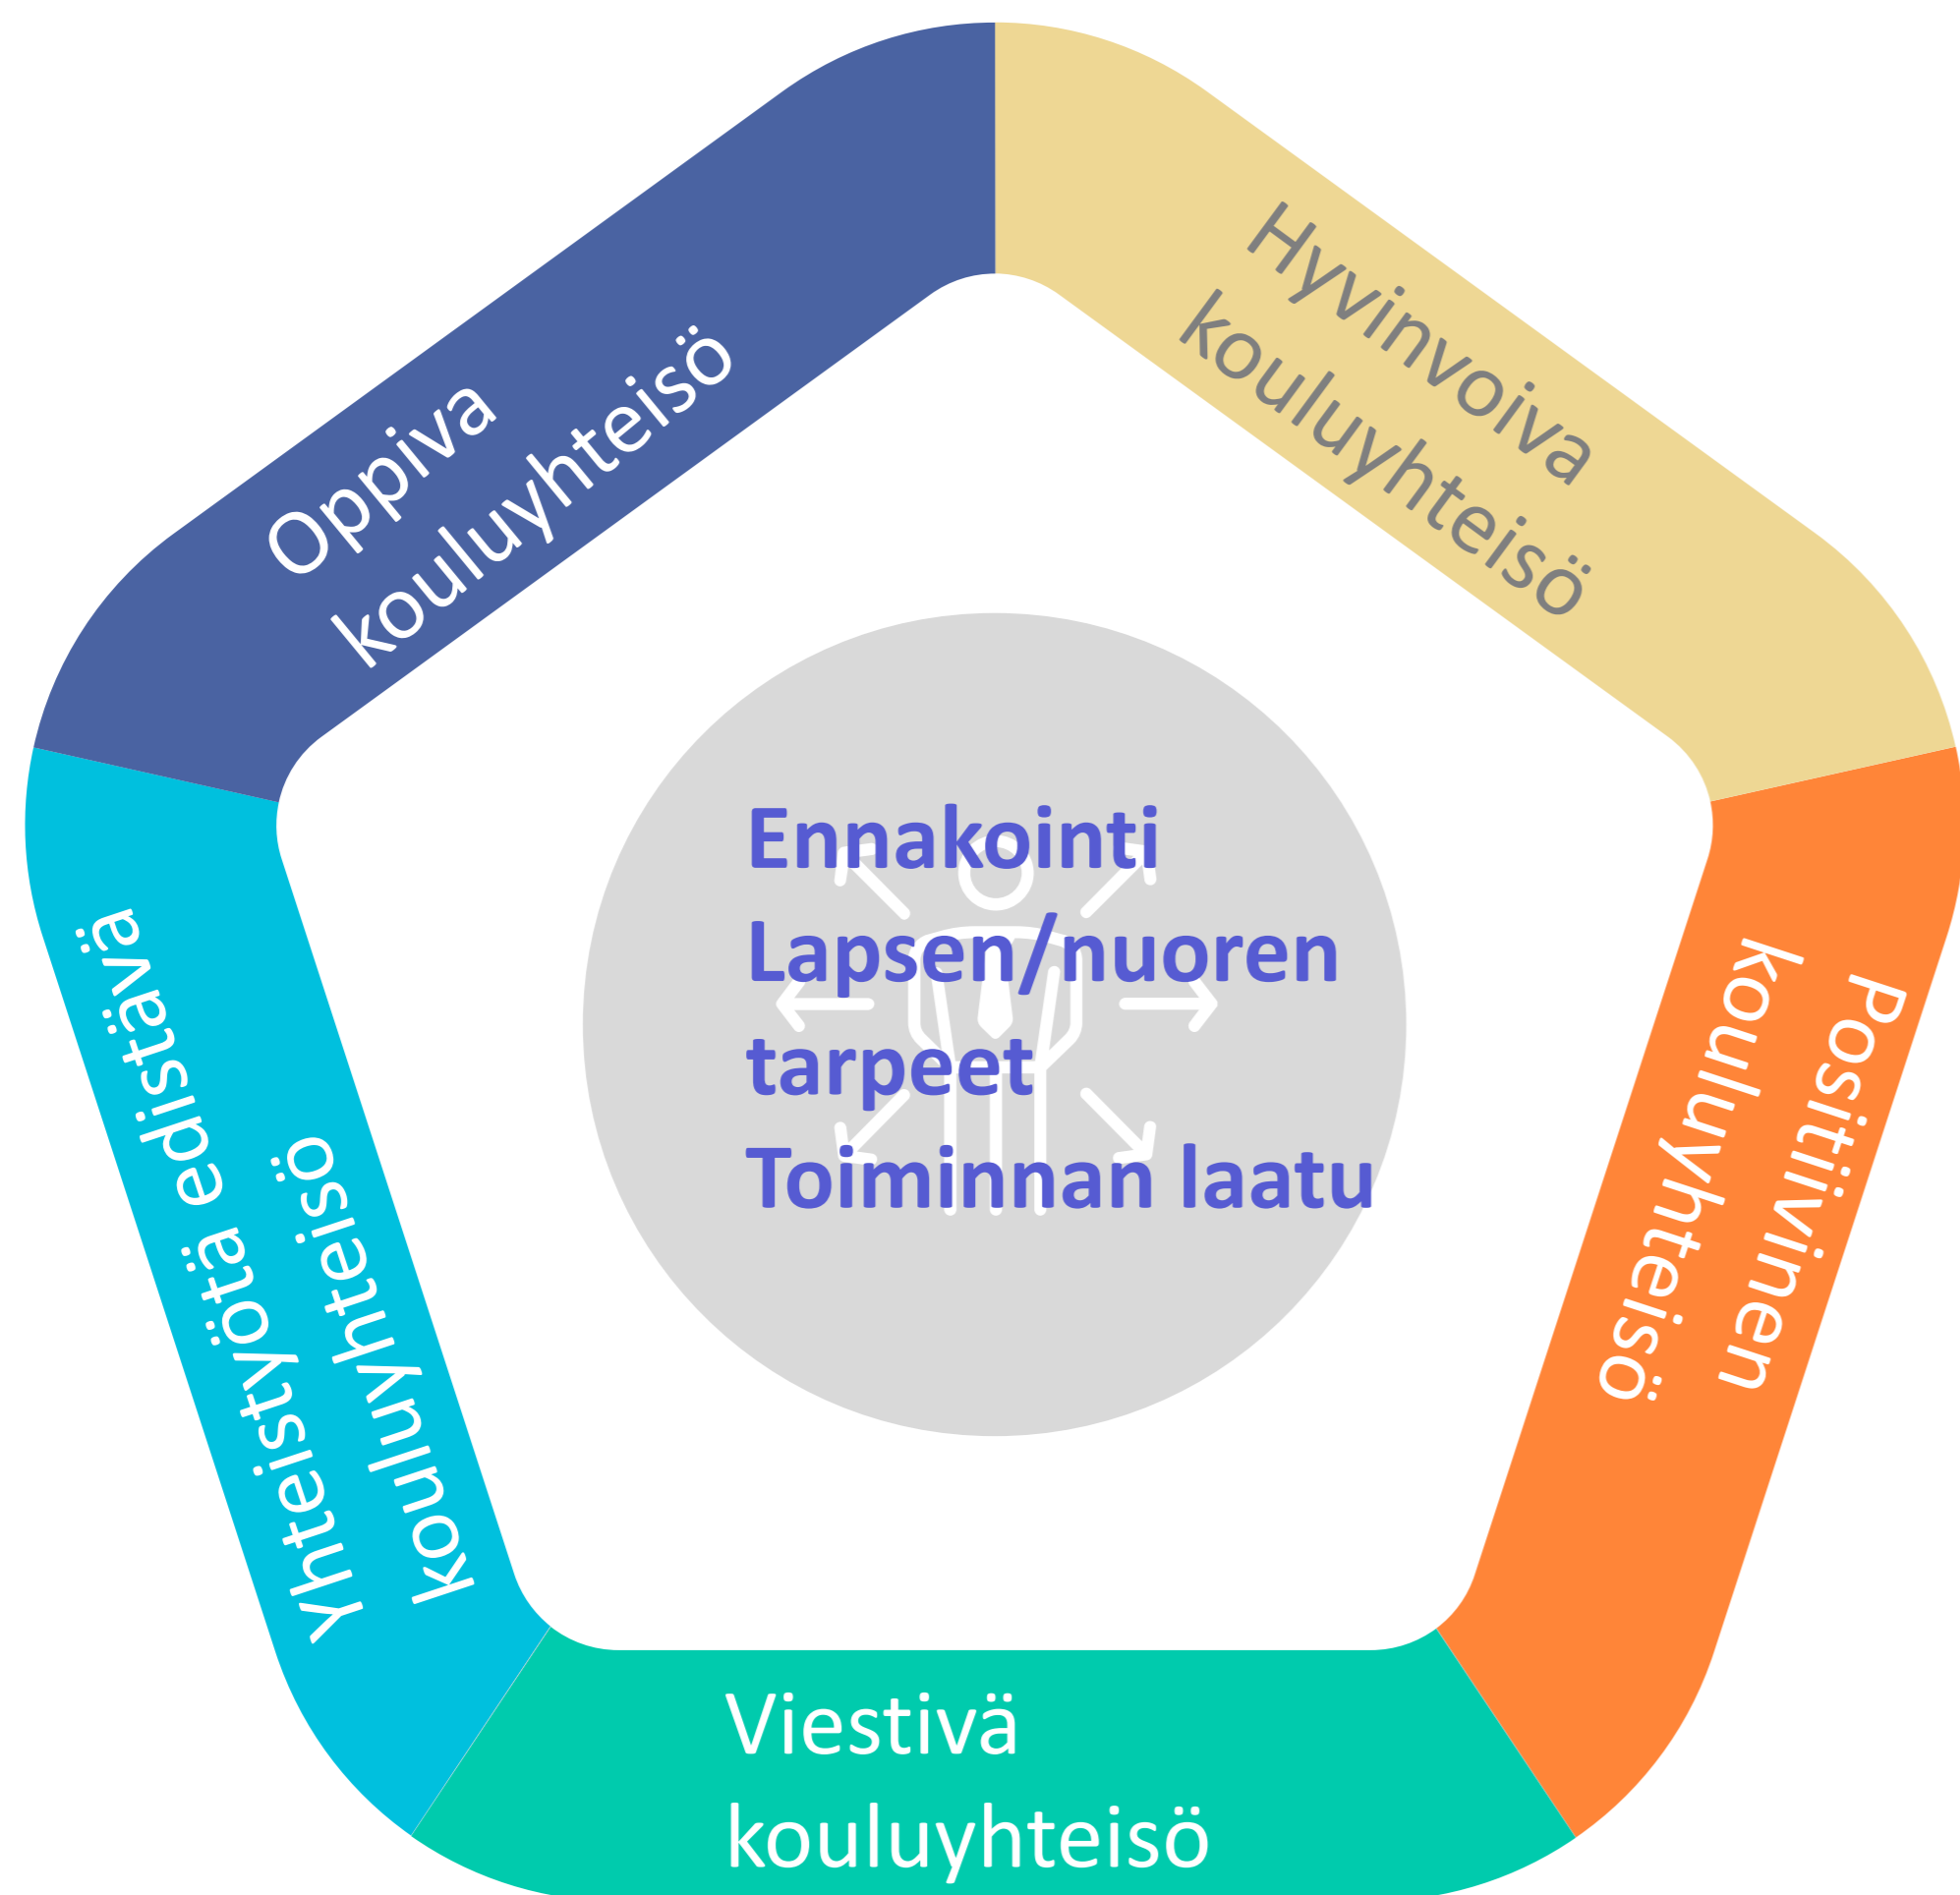 Oppiva
kouluyhteisö
Hyvinvoiva
kouluyhteisö
Positiivinen
kouluyhteisö
Viestivä
kouluyhteisö
Yhteistyötä edistävä
kouluyhteisö
Ennakointi
Lapsen/nuoren
tarpeet
Toiminnan laatu